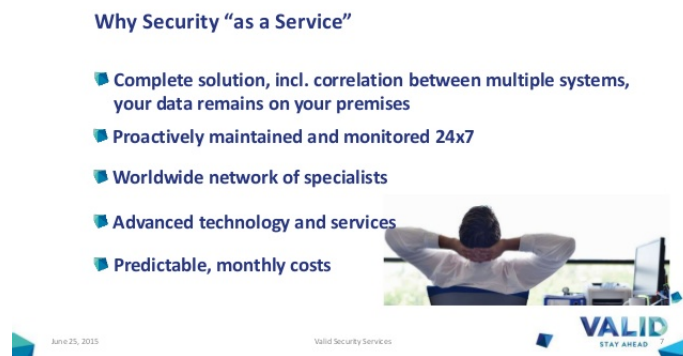 Why Security “as a Service”
Complete solution, incl. correlation between multiple systems,
your data remains on your premises
Proactively maintained and monitored 24x7
Worldwide network of specialists
Advanced technology and services
Predictable, monthly costs
June 25, 2015
Valid Security Services
VALID
STAY AHEAD
7